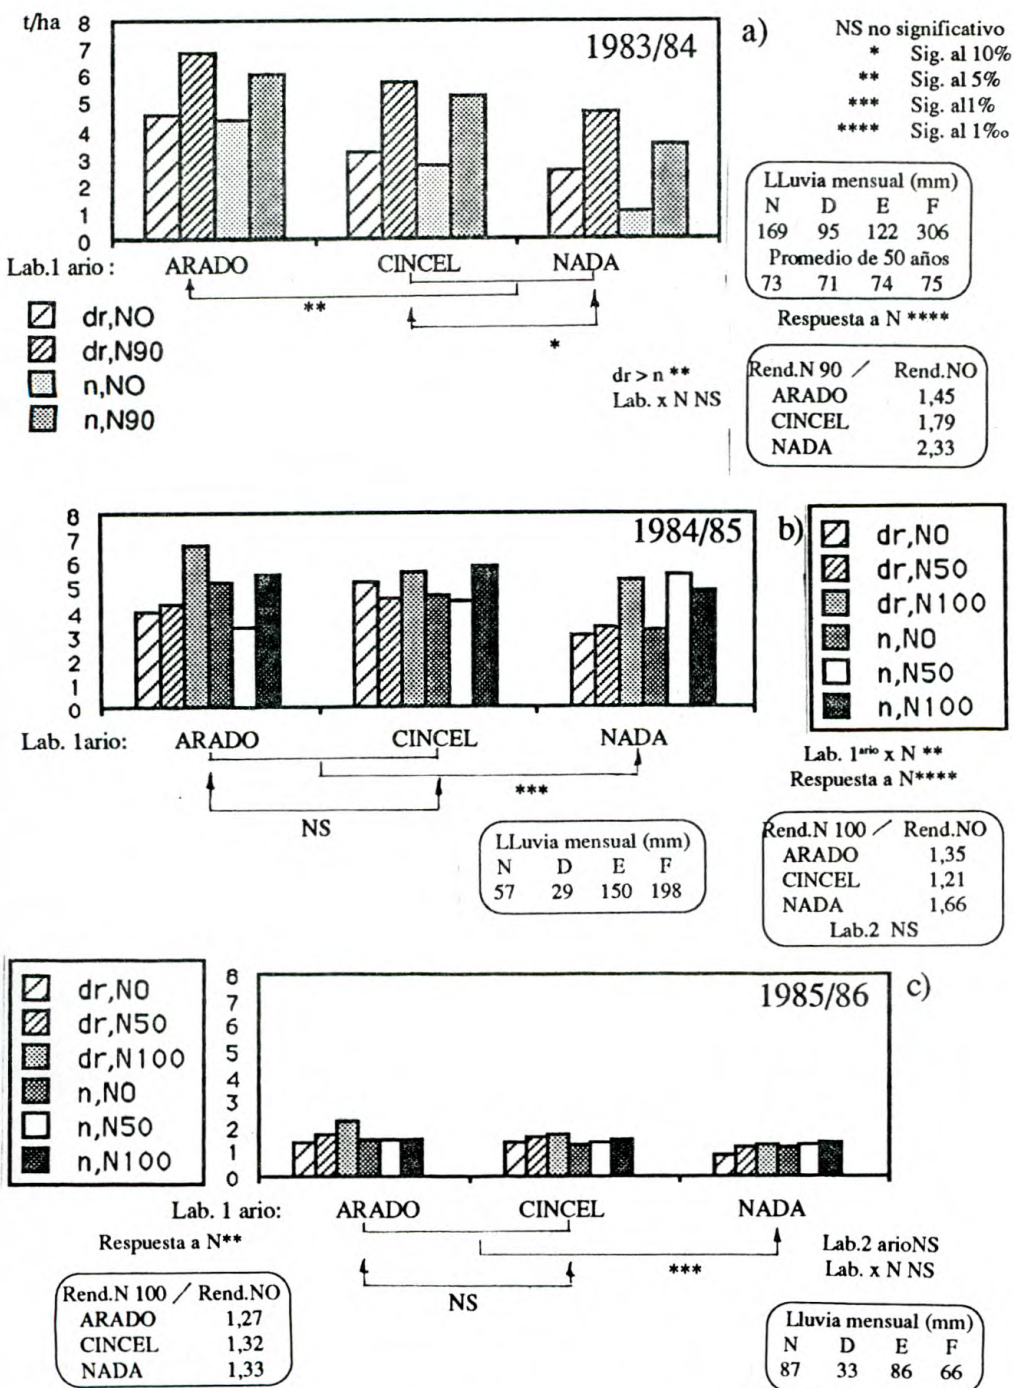 t/ha
8
7
6
5
4
3
2
1
0
1983/84
a)
NS no significativo
* Sig. al 10%
** Sig. al 5%
*** Sig. al1%
**** Sig. al 1‰
LLuvia mensual (mm)
N D E F
169 95 122 306
Promedio de 50 años
73 71 74 75
Respuesta a N ****
Lab.1 ario : ARADO CINCEL NADA
**
*
dr,N0
dr,N90
n,N0
n,N90
dr > n **
Lab. x N NS
Rend.N 90 / Rend.NO
ARADO 1,45
CINCEL 1,79
NADA 2,33
8
7
6
5
4
3
2
1
0
1984/85
b)
dr,N0
dr,N50
dr,N100
n,N0
n,N50
n,N100
Lab. 1ario: ARADO CINCEL NADA
***
NS
Lab. 1ario x N **
Respuesta a N****
LLuvia mensual (mm)
N D E F
57 29 150 198
Rend.N 100 / Rend.NO
ARADO 1,35
CINCEL 1,21
NADA 1,66
Lab.2 NS
dr,N0
dr,N50
dr,N100
n,N0
n,N50
n,N100
8
7
6
5
4
3
2
1
0
1985/86
c)
Lab. 1 ario: ARADO CINCEL NADA
Respuesta a N**
***
NS
Lab.2 arioNS
Lab. x N NS
Rend.N 100 / Rend.NO
ARADO 1,27
CINCEL 1,32
NADA 1,33
Lluvia mensual (mm)
N D E F
87 33 86 66